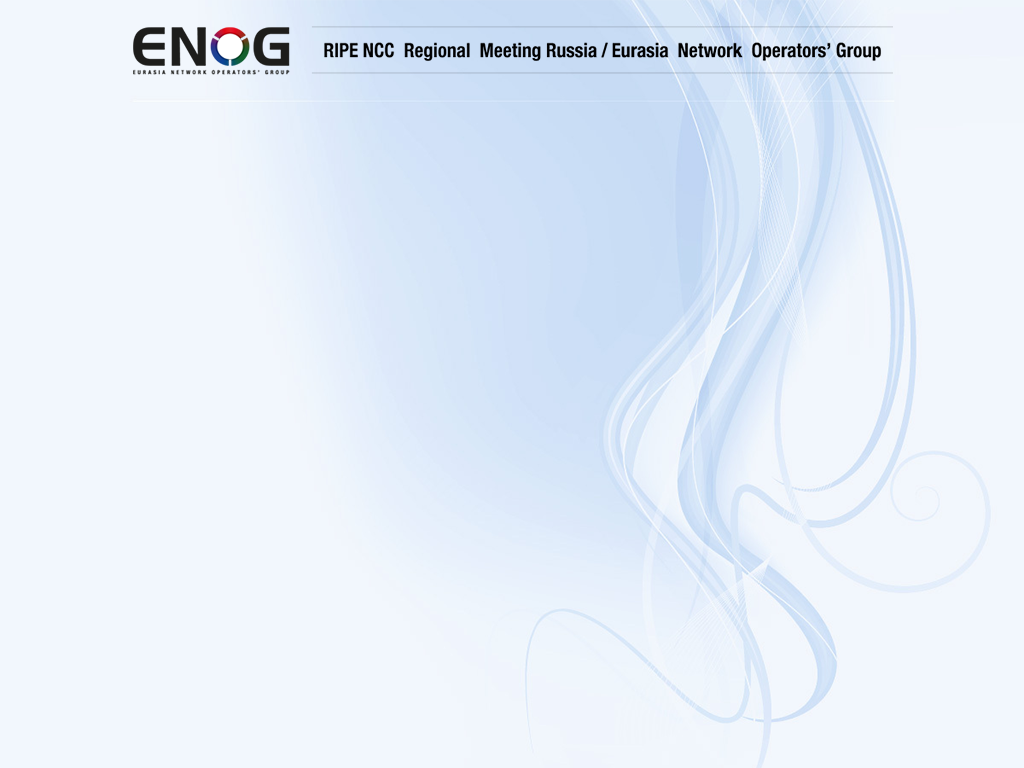 ENOG
EURASIA NETWORK OPERATORS' GROUP
RIPE NCC Regional Meeting Russia / Eurasia Network Operators’ Group